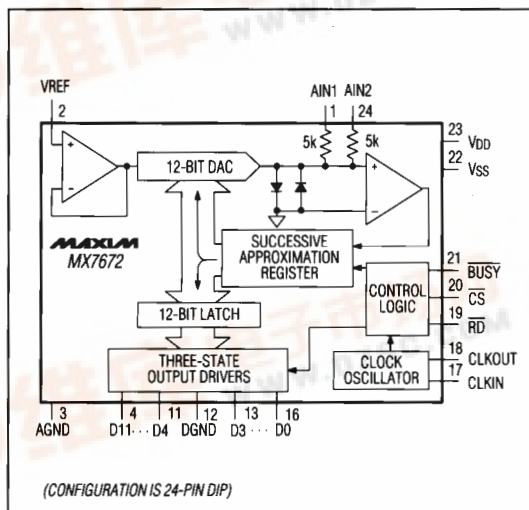 VREF
2
AIN1 AIN2
1 24
5k 5k
23
VDD
22
VSS
+
-
12-BIT DAC
+
-
MAXIM
MX7672
SUCCESSIVE
APPROXIMATION
REGISTER
21
BUSY
20
CS
19
RD
CONTROL
LOGIC
12-BIT LATCH
THREE-STATE
OUTPUT DRIVERS
CLOCK
OSCILLATOR
18
CLKOUT
17
CLKIN
3 4 11 12 13 16
AGND D11 ··· D4 DGND D3 ··· D0
(CONFIGURATION IS 24-PIN DIP)